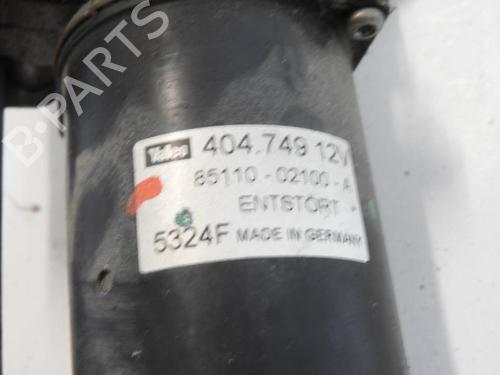 B-PARTS
Valeo 404.749 12V
85110-02100-A
ENTSTÖRT
5324F MADE IN GERMANY